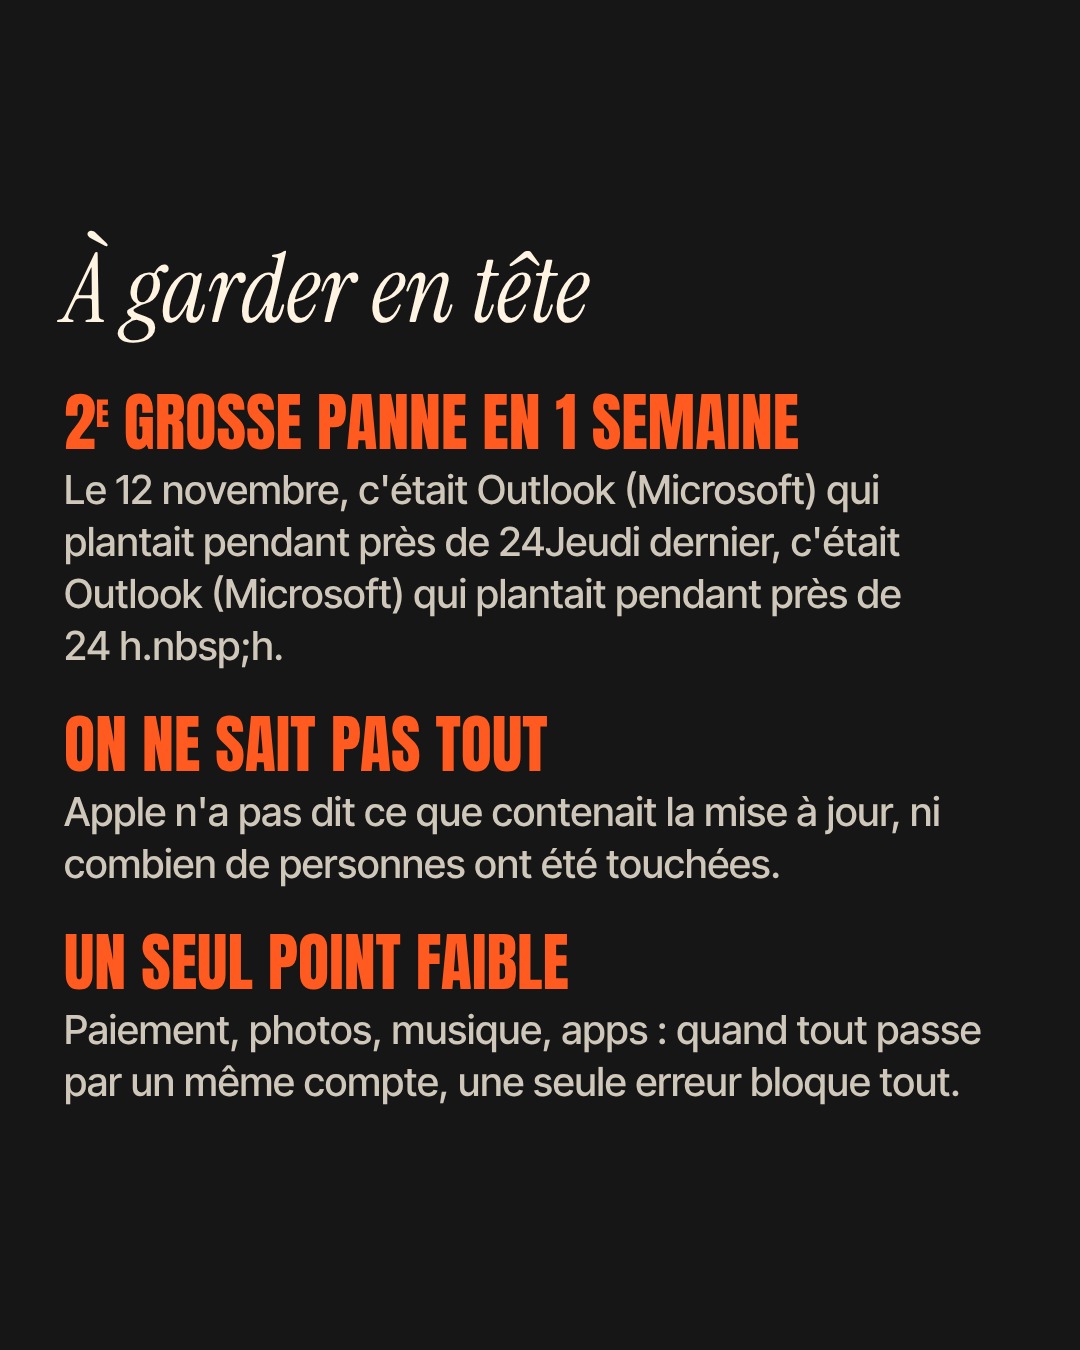 À garder en tête
2E GROSSE PANNE EN 1 SEMAINE
Le 12 novembre, c'était Outlook (Microsoft) qui
plantait pendant près de 24Jeudi dernier, c'était
Outlook (Microsoft) qui plantait pendant près de
24 h.nbsp;h.
ON NE SAIT PAS TOUT
Apple n'a pas dit ce que contenait la mise à jour, ni
combien de personnes ont été touchées.
UN SEUL POINT FAIBLE
Paiement, photos, musique, apps : quand tout passe
par un même compte, une seule erreur bloque tout.